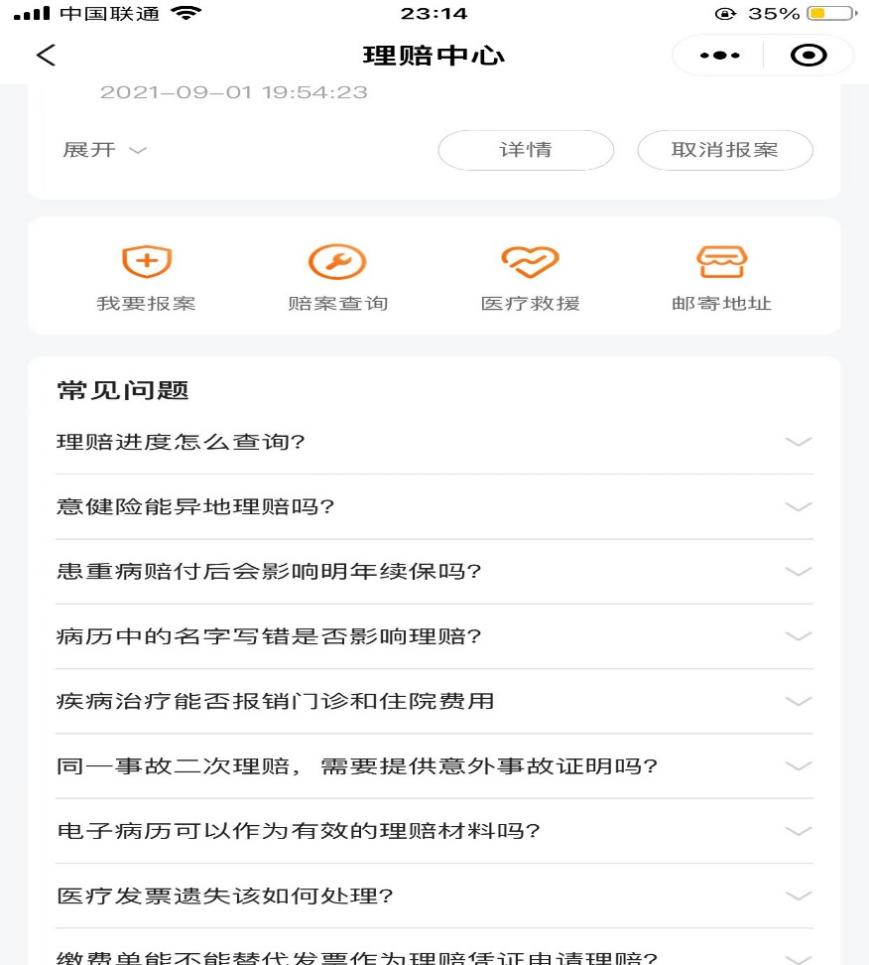 中国联通
23:14
35%
理赔中心
2021-09-01 19:54:23
展开
详情
取消报案
我要报案
赔案查询
医疗救援
邮寄地址
常见问题
理赔进度怎么查询?
意健险能异地理赔吗?
患重病赔付后会影响明年续保吗?
病历中的名字写错是否影响理赔?
疾病治疗能否报销门诊和住院费用
同一事故二次理赔，需要提供意外事故证明吗?
电子病历可以作为有效的理赔材料吗?
医疗发票遗失该如何处理?
缴费单能不能替代发票作为理赔凭证申请理赔?